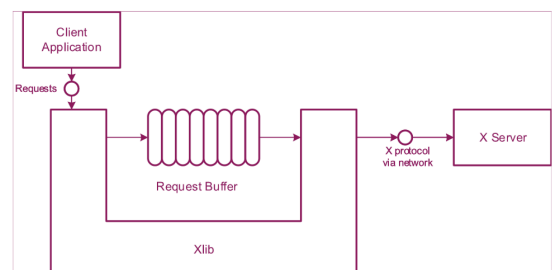 Client
Application
Requests
Request Buffer
X protocol
via network
X Server
Xlib